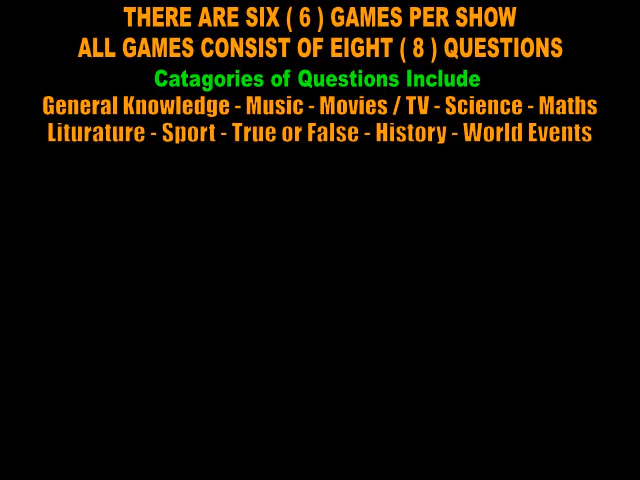 THERE ARE SIX ( 6 ) GAMES PER SHOW
ALL GAMES CONSIST OF EIGHT ( 8 ) QUESTIONS
Catagories of Questions Include
General Knowledge - Music - Movies / TV - Science - Maths
Liturature - Sport - True or False - History - World Events